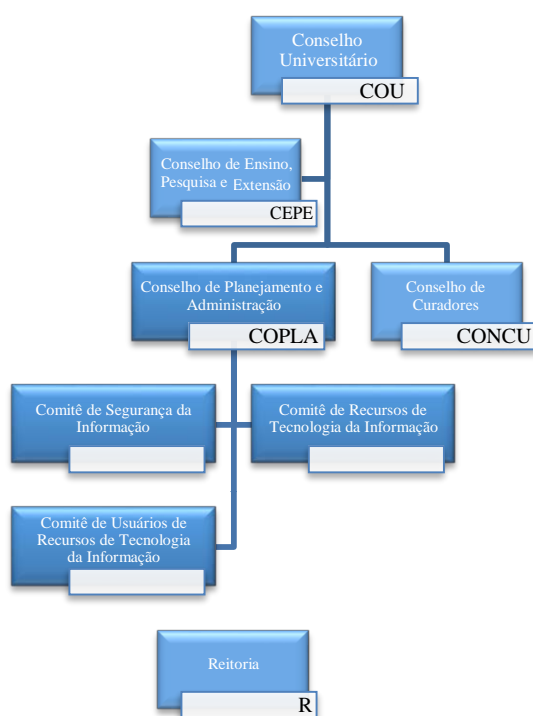 Conselho
Universitário
COU
Conselho de Ensino,
Pesquisa e Extensão
CEPE
Conselho de Planejamento e
Administração
COPLA
Conselho de
Curadores
CONCU
Comitê de Segurança da
Informação
Comitê de Recursos de
Tecnologia da Informação
Comitê de Usuários de
Recursos de Tecnologia
da Informação
Reitoria
R